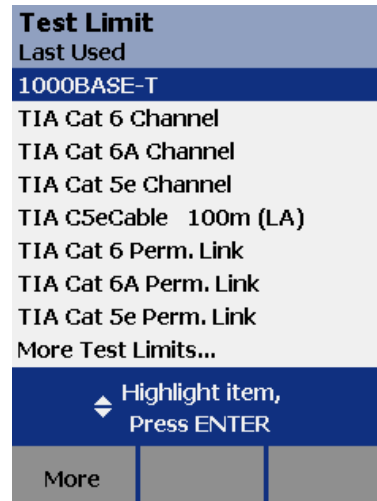 Test Limit
Last Used
1000BASE-T
TIA Cat 6 Channel
TIA Cat 6A Channel
TIA Cat 5e Channel
TIA C5eCable 100m (LA)
TIA Cat 6 Perm. Link
TIA Cat 6A Perm. Link
TIA Cat 5e Perm. Link
More Test Limits...
Highlight item,
Press ENTER
More